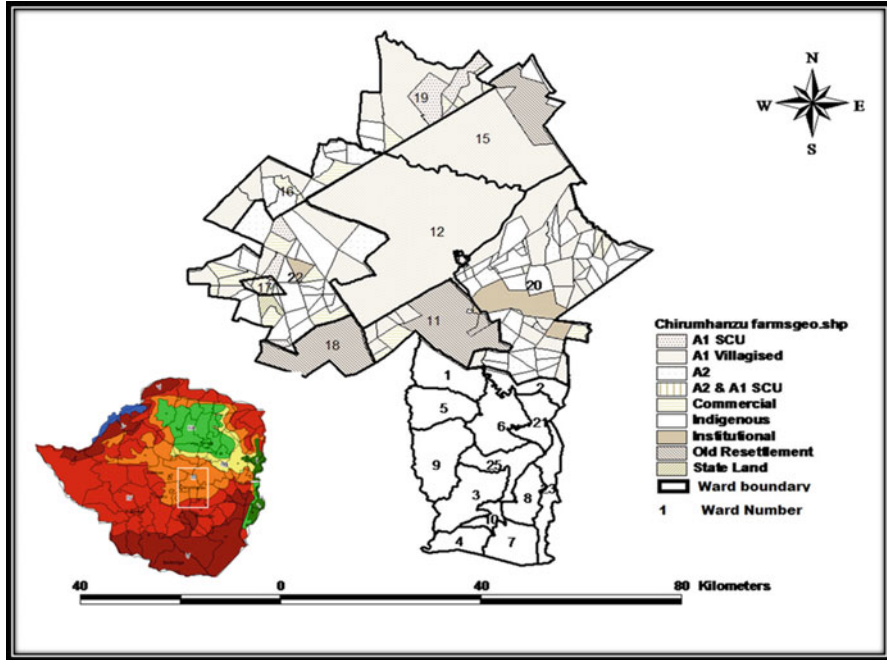 N
W E
S
19
15
16
12
22
17
20
11
18
1
2
5
6
21
9
25
3
8
23
10
4
7
Chirumhanzu farmsgeo.shp
A1 SCU
A1 Villagised
A2
A2 & A1 SCU
Commercial
Indigenous
Institutional
Old Resettlement
State Land
Ward boundary
1 Ward Number
40 0 40 80 Kilometers